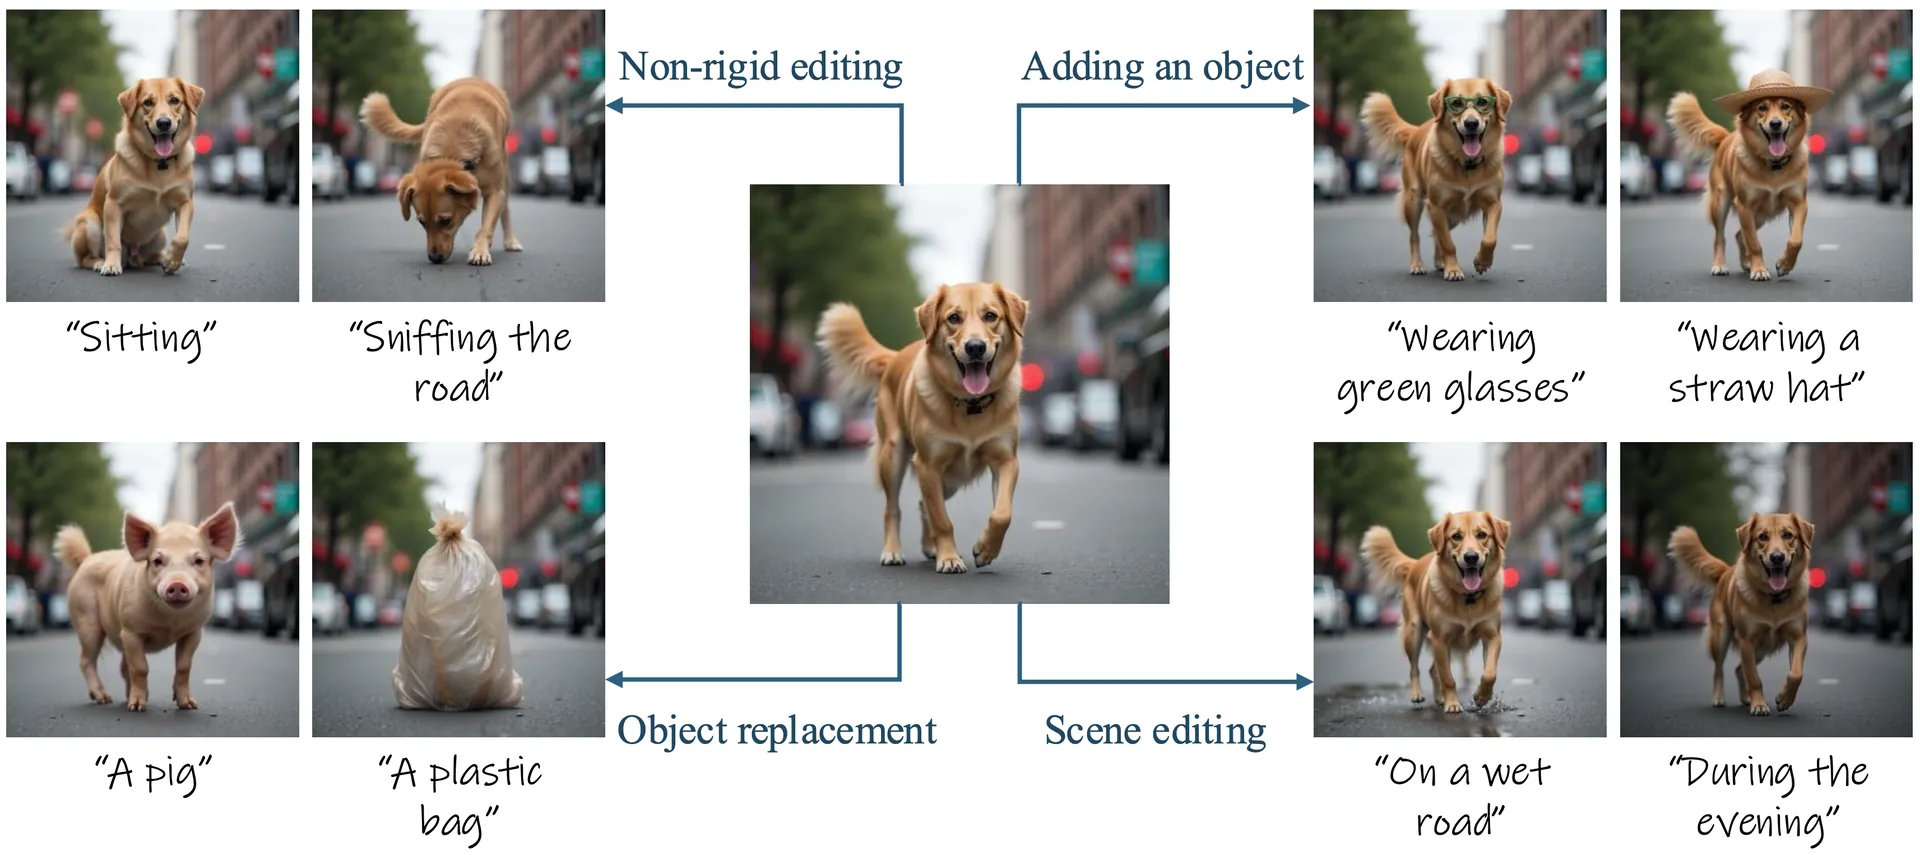 Non-rigid editing
Adding an object
“Sitting”
“Sniffing the
road”
“Wearing
green glasses”
“Wearing a
straw hat”
Object replacement
Scene editing
“A pig”
“A plastic
bag”
“On a wet
road”
“During the
evening”